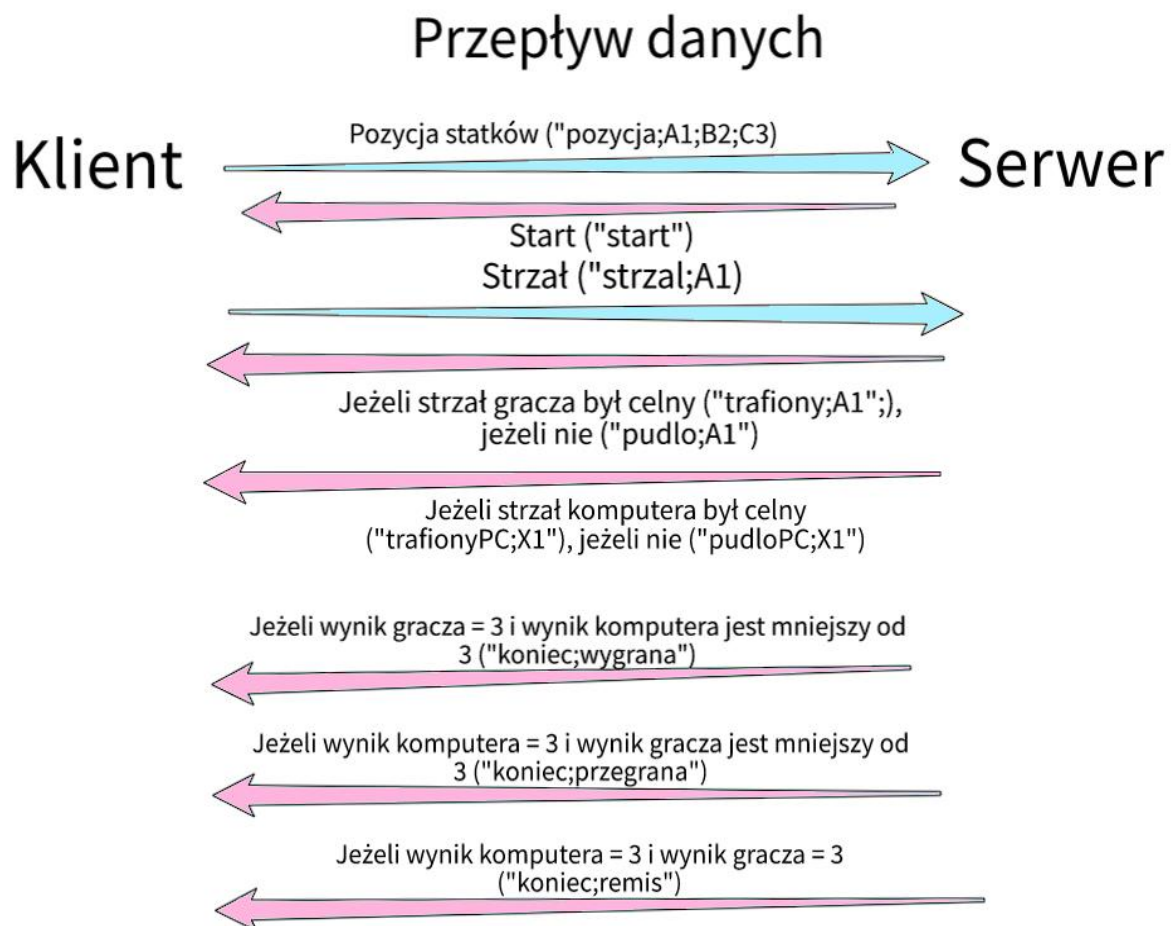 Przepływ danych
Pozycja statków ("pozycja;A1;B2;C3)
Klient
Serwer
Start ("start")
Strzał ("strzal;A1)
Jeżeli strzał gracza był celny ("trafiony;A1";),
jeżeli nie ("pudlo;A1")
Jeżeli strzał komputera był celny
("trafionyPC;X1"), jeżeli nie ("pudloPC;X1")
Jeżeli wynik gracza = 3 i wynik komputera jest mniejszy od
3 ("koniec;wygrana")
Jeżeli wynik komputera = 3 i wynik gracza jest mniejszy od
3 ("koniec;przegrana")
Jeżeli wynik komputera = 3 i wynik gracza = 3
("koniec;remis")